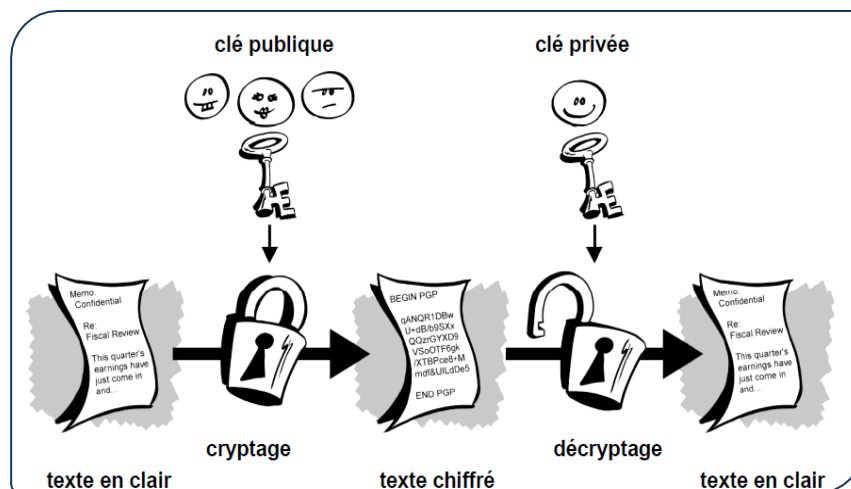 clé publique
clé privée
Memo:
Confidential
Re:
Fiscal Review
This quarter's
earnings have
just come in
and...
BEGIN PGP
qANQR1DBw
U+dB/b9SXx
QQzrGYXD9
VSoOTF6gk
/XTBPce8+M
mdf&UlLdDe5
END PGP
Memo:
Confidential
Re:
Fiscal Review
This quarter's
earnings have
just come in
and...
cryptage
décryptage
texte en clair
texte chiffré
texte en clair